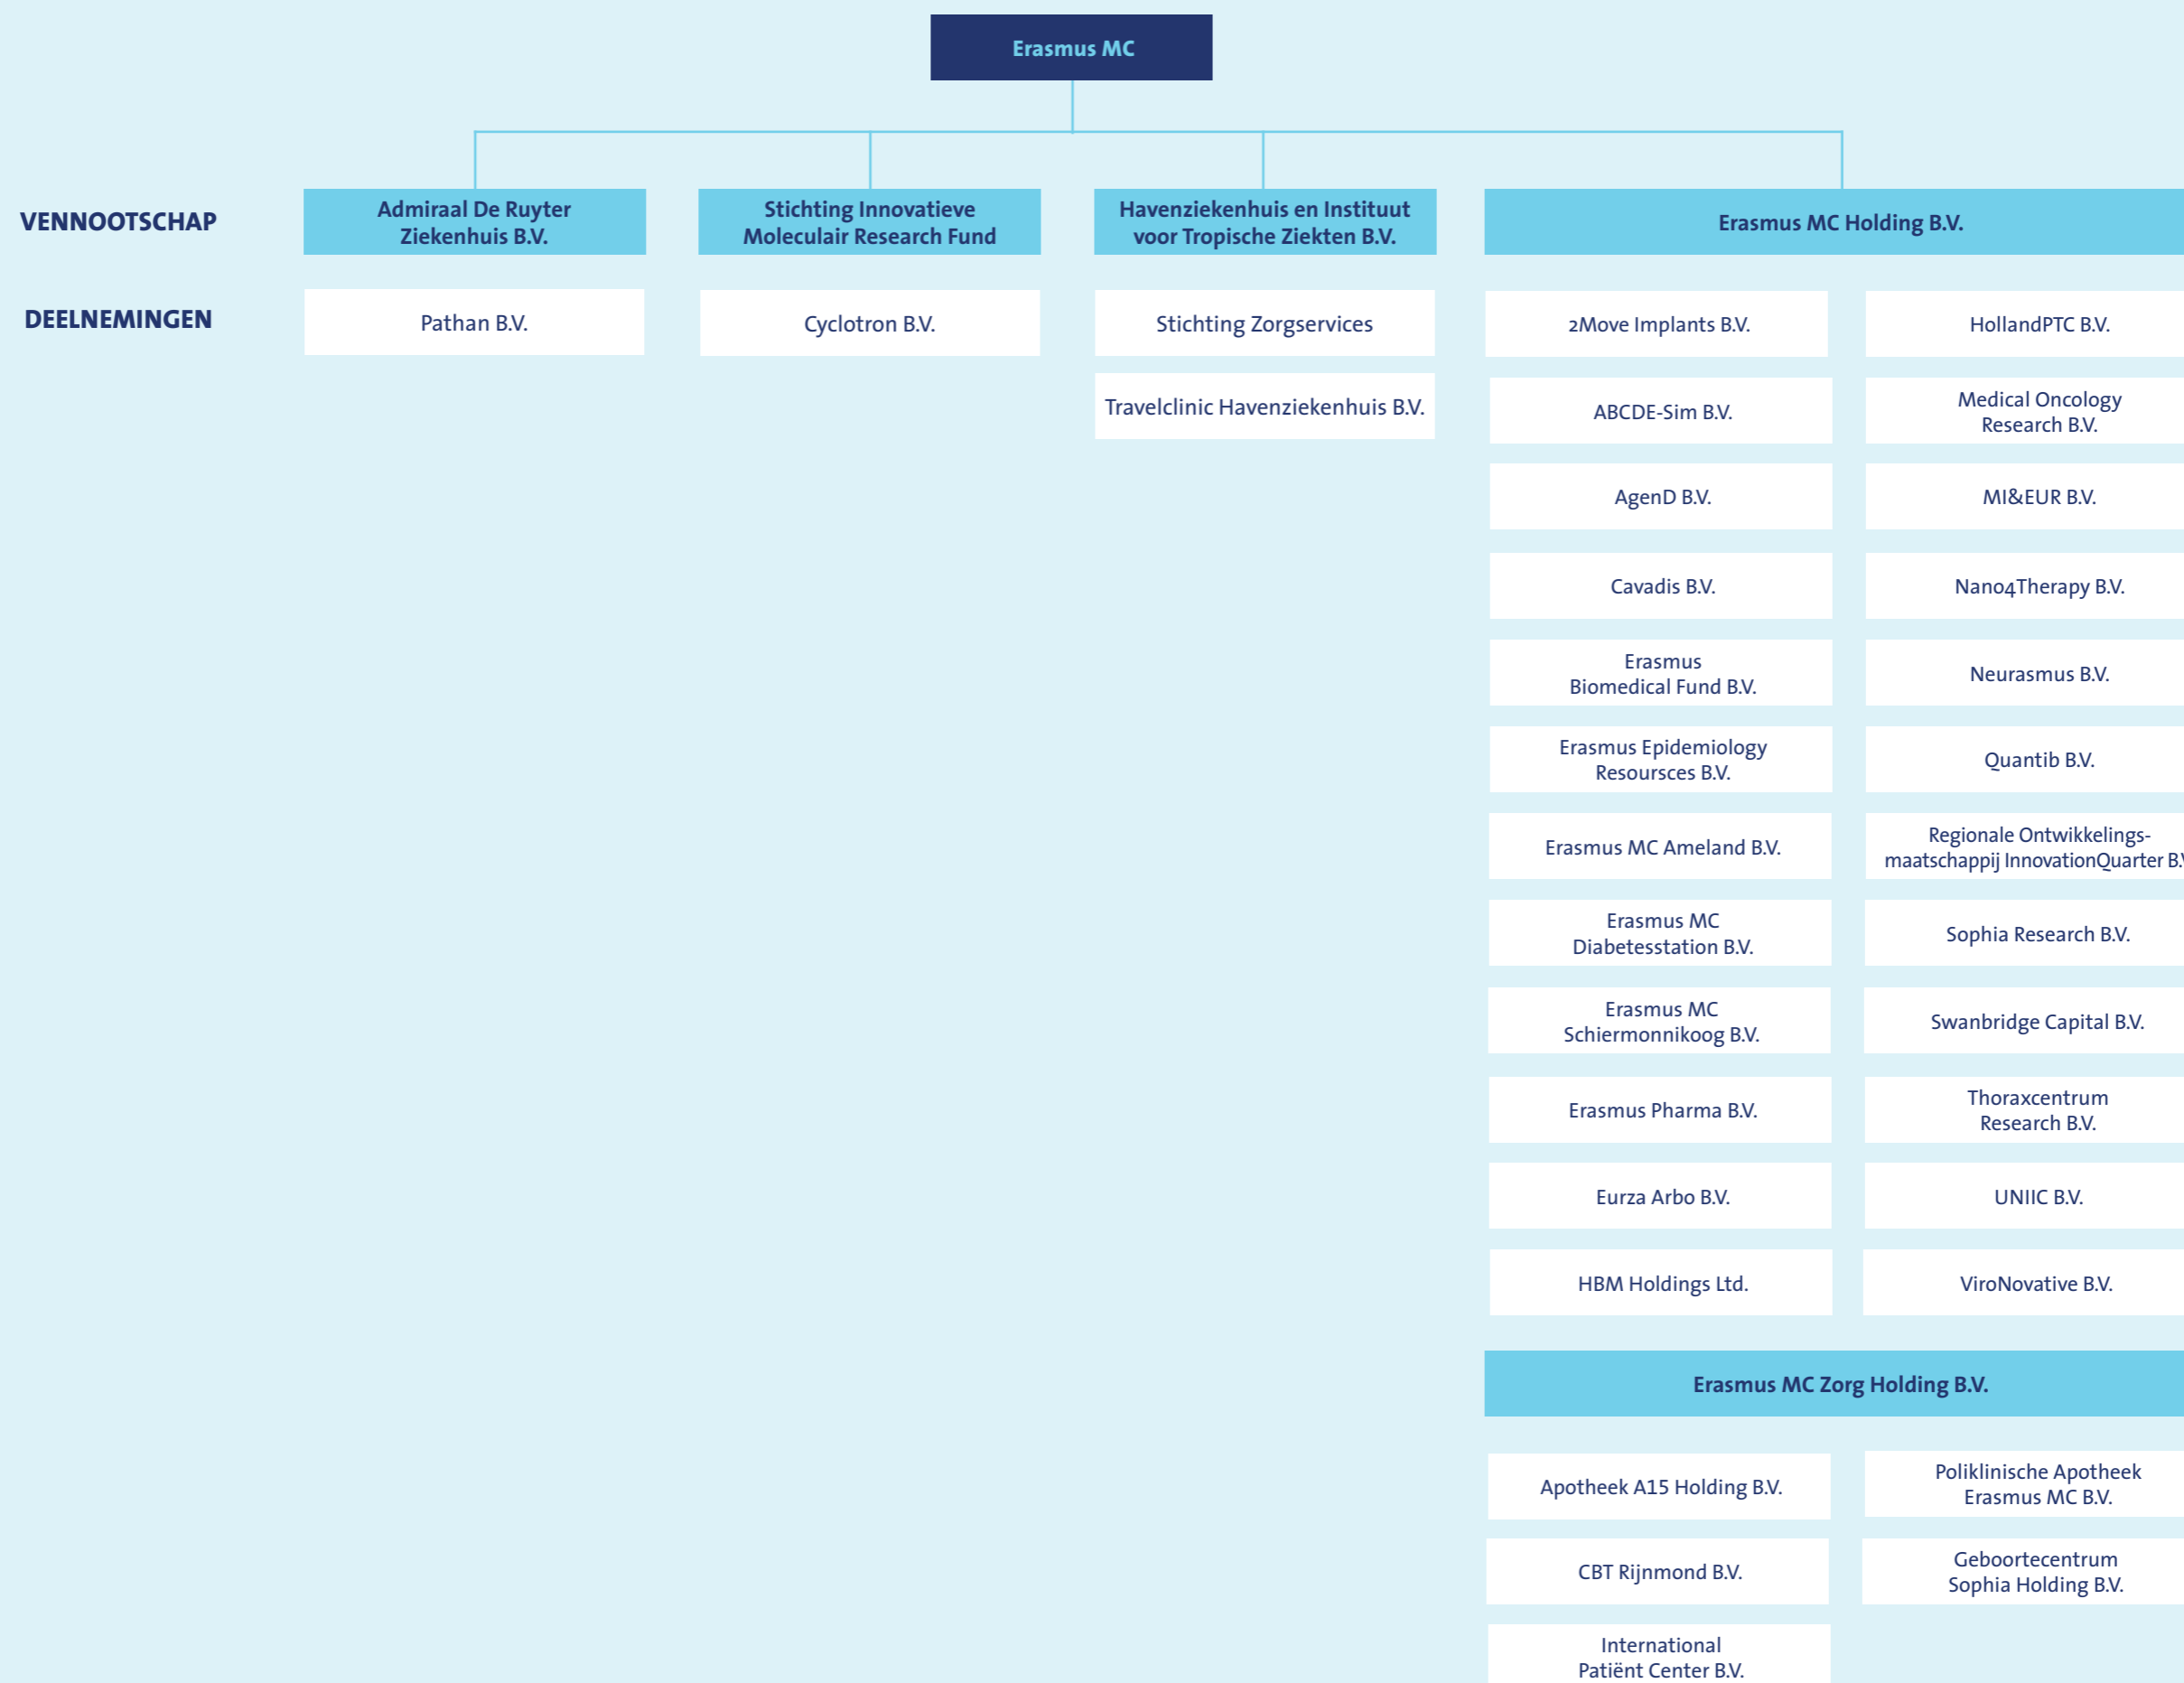 Erasmus MC
VENNOOTSCHAP
Admiraal De Ruyter
Ziekenhuis B.V.
Stichting Innovatieve
Moleculair Research Fund
Havenziekenhuis en Instituut
voor Tropische Ziekten B.V.
Erasmus MC Holding B.V.
DEELNEMINGEN
Pathan B.V.
Cyclotron B.V.
Stichting Zorgservices
Travelclinic Havenziekenhuis B.V.
2Move Implants B.V.
HollandPTC B.V.
ABCDE-Sim B.V.
Medical Oncology
Research B.V.
AgenD B.V.
MI&EUR B.V.
Cavadis B.V.
Nano4Therapy B.V.
Erasmus
Biomedical Fund B.V.
Neurasmus B.V.
Erasmus Epidemiology
Resoursces B.V.
Quantib B.V.
Erasmus MC Ameland B.V.
Regionale Ontwikkelings-
maatschappij InnovationQuarter B.V
Erasmus MC
Diabetesstation B.V.
Sophia Research B.V.
Erasmus MC
Schiermonnikoog B.V.
Swanbridge Capital B.V.
Erasmus Pharma B.V.
Thoraxcentrum
Research B.V.
Eurza Arbo B.V.
UNIIC B.V.
HBM Holdings Ltd.
ViroNovative B.V.
Erasmus MC Zorg Holding B.V.
Apotheek A15 Holding B.V.
Poliklinische Apotheek
Erasmus MC B.V.
CBT Rijnmond B.V.
Geboortecentrum
Sophia Holding B.V.
International
Patiënt Center B.V.